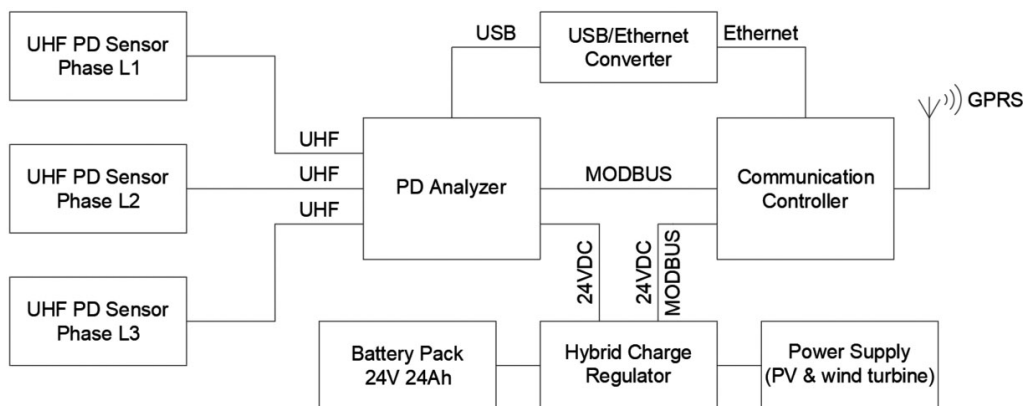 UHF PD Sensor
Phase L1
USB
USB/Ethernet
Converter
Ethernet
GPRS
UHF
UHF PD Sensor
Phase L2
UHF
PD Analyzer
MODBUS
Communication
Controller
UHF
24VDC
24VDC
MODBUS
UHF PD Sensor
Phase L3
Battery Pack
24V 24Ah
Hybrid Charge
Regulator
Power Supply
(PV & wind turbine)